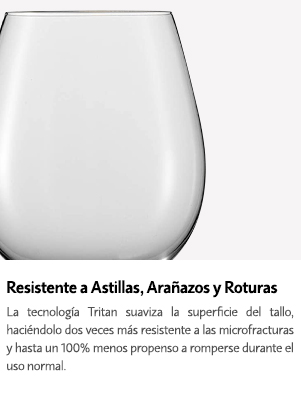 Resistente a Astillas, Arañazos y Roturas
La tecnología Tritan suaviza la superficie del tallo,
haciéndolo dos veces más resistente a las microfracturas
y hasta un 100% menos propenso a romperse durante el
uso normal.